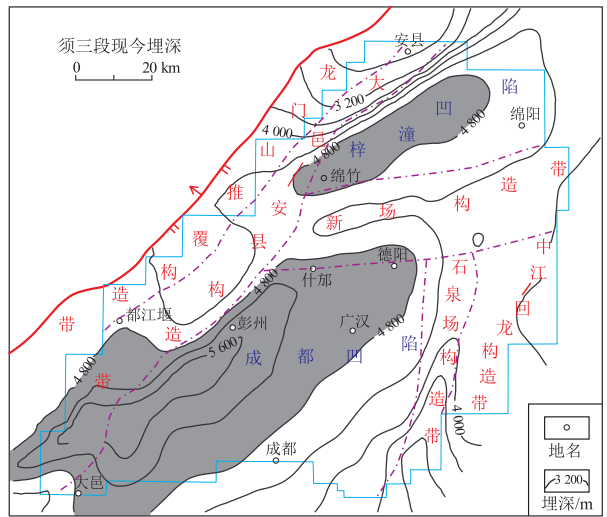 须三段现今埋深
0 20 km
安县
龙门山推覆构造带
大邑安县构造带
3 200
4 000
4 800
梓潼凹陷
4 800
绵阳
绵竹
新场构造带
中江回龙构造带
石泉场构造带
德阳
什邡
4 800
都江堰
彭州
广汉
4 800
5 600
成都凹陷
4 800
4 000
成都
大邑
地名
3 200
埋深/m